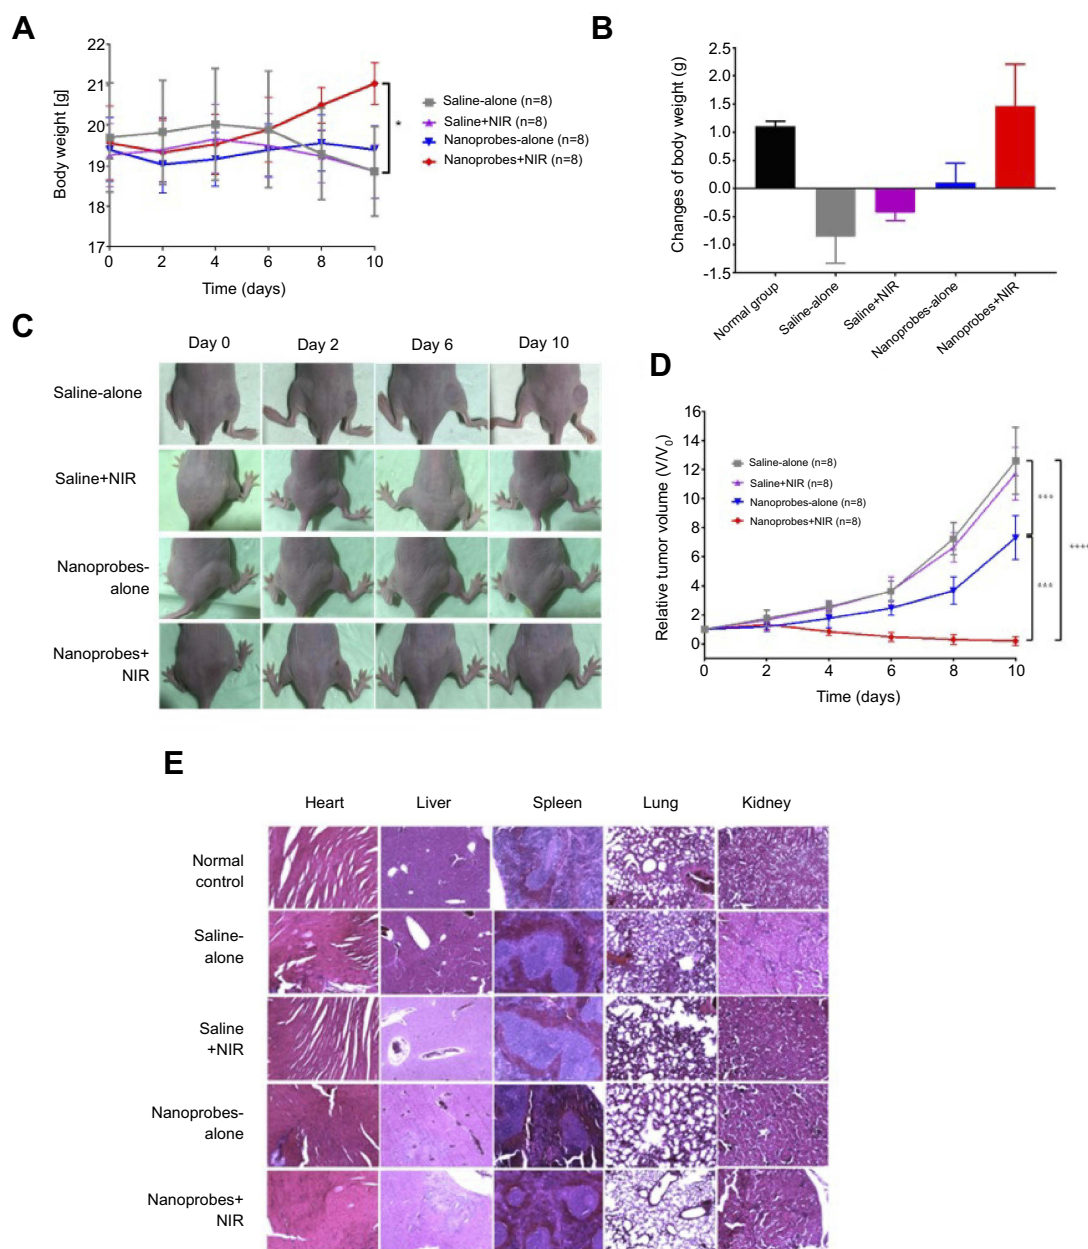 A
Body weight [g]
22
21
20
19
18
17
0
2
4
6
8
10
Time (days)
Saline-alone (n=8)
Saline+NIR (n=8)
Nanoprobes-alone (n=8)
Nanoprobes+NIR (n=8)
*
B
Changes of body weight (g)
2.5
2.0
1.5
1.0
0.5
0.0
-0.5
-1.0
-1.5
Normal group
Saline-alone
Saline+NIR
Nanoprobes-alone
Nanoprobes+NIR
C
Day 0
Day 2
Day 6
Day 10
Saline-alone
Saline+NIR
Nanoprobes-
alone
Nanoprobes+
NIR
D
Relative tumor volume (V/V0)
16
14
12
10
8
6
4
2
0
0
2
4
6
8
10
Time (days)
Saline-alone (n=8)
Saline+NIR (n=8)
Nanoprobes-alone (n=8)
Nanoprobes+NIR (n=8)
***
***
****
E
Heart
Liver
Spleen
Lung
Kidney
Normal
control
Saline-
alone
Saline
+NIR
Nanoprobes-
alone
Nanoprobes+
NIR